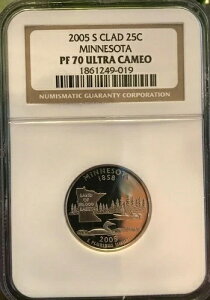 2005 S CLAD 25C
MINNESOTA
PF 70 ULTRA CAMEO
1861249-019
NUMISMATIC GUARANTY CORPORATION
MINNESOTA
1858
LAND OF
10,000
LAKES
2005
E PLURIBUS UNUM